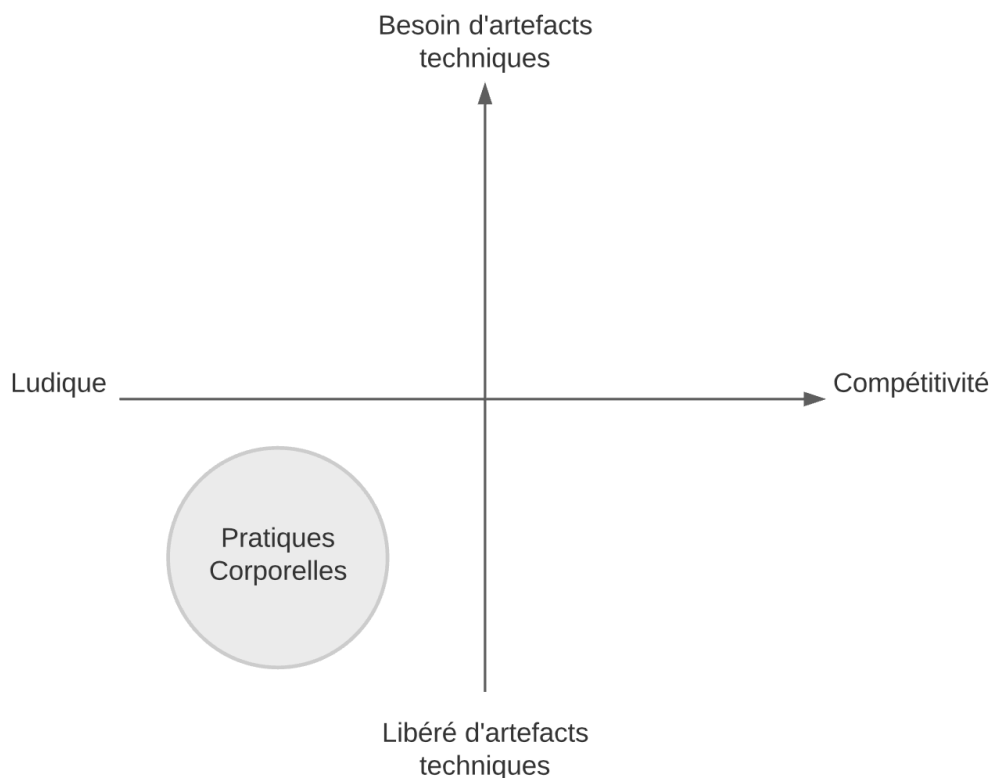 Besoin d'artefacts
techniques
Ludique
Compétitivité
Pratiques
Corporelles
Libéré d'artefacts
techniques